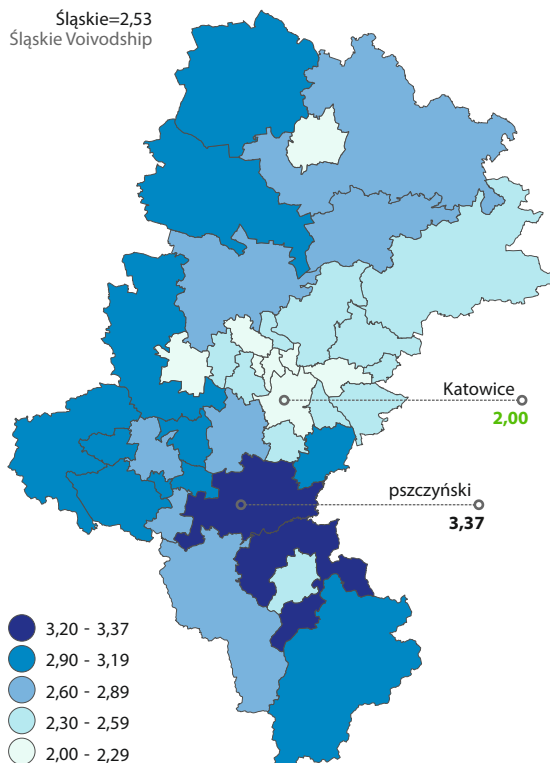 Śląskie=2,53
Śląskie Voivodship
Katowice
2,00
pszczyński
3,37
3,20 - 3,37
2,90 - 3,19
2,60 - 2,89
2,30 - 2,59
2,00 - 2,29